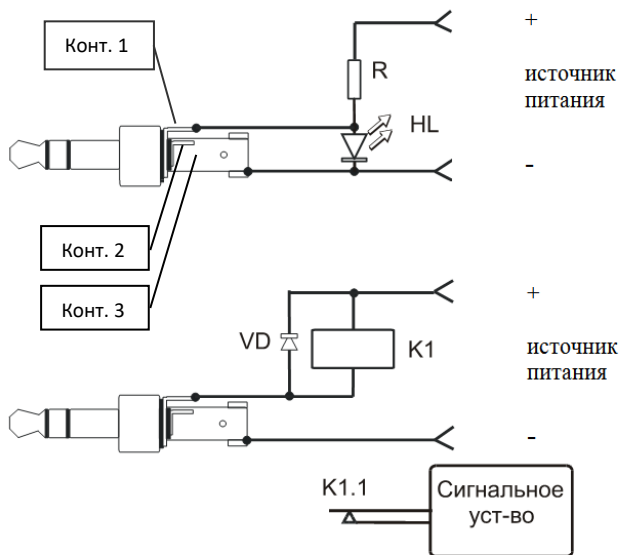 Конт. 1
+
R
источник
питания
HL
-
Конт. 2
Конт. 3
+
VD
K1
источник
питания
-
K1.1
Сигнальное
уст-во